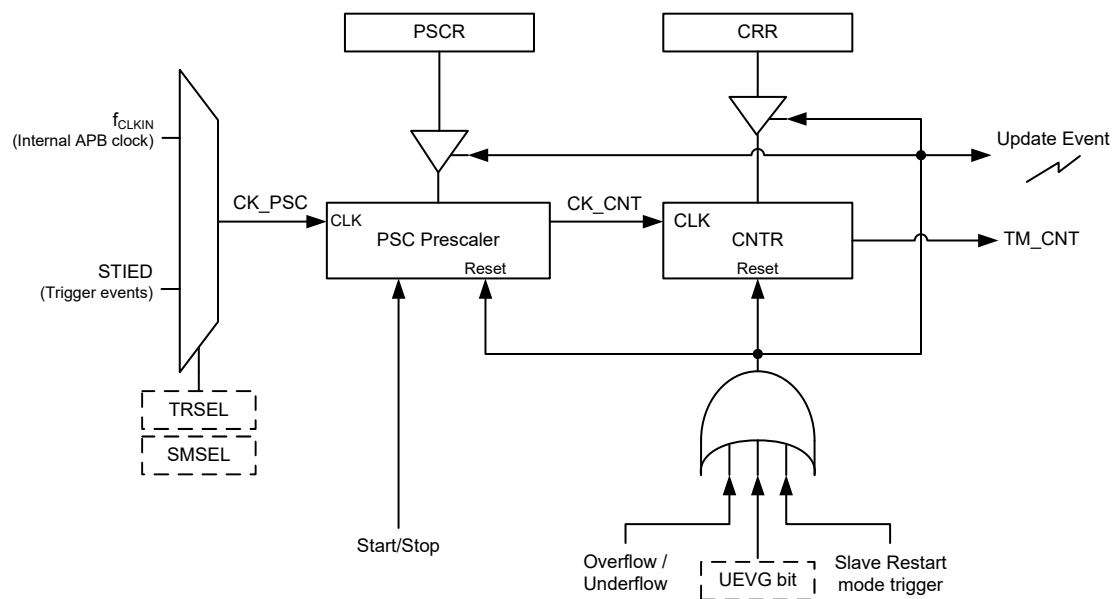 PSCR
CRR
fCLKIN
(Internal APB clock)
Update Event
CK_PSC
CLK
PSC Prescaler
Reset
CK_CNT
CLK
CNTR
Reset
TM_CNT
STIED
(Trigger events)
TRSEL
SMSEL
Start/Stop
Overflow /
Underflow
UEVG bit
Slave Restart
mode trigger